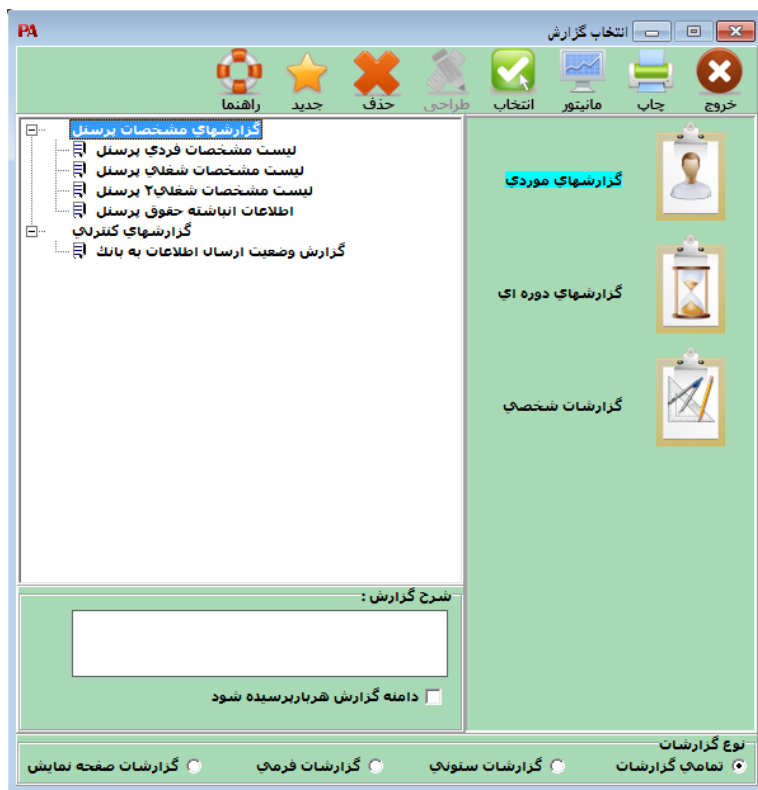 انتخاب گزارش
PA
خروج
چاپ
مانیتور
انتخاب
طراحی
حذف
جدید
راهنما
گزارشهاي موردي
گزارشهاي دوره اي
گزارشات شخصي
گزارشهاي مشخصات پرسنل
ليست مشخصات فردي پرسنل
ليست مشخصات شغلي پرسنل
ليست مشخصات شغلي۲ پرسنل
اطلاعات انباشته حقوق پرسنل
گزارشهاي كنترلي
گزارش وضعيت ارسال اطلاعات به بانك
شرح گزارش :
دامنه گزارش هربارپرسيده شود
نوع گزارشات
تمامي گزارشات
گزارشات ستوني
گزارشات فرمي
گزارشات صفحه نمايش